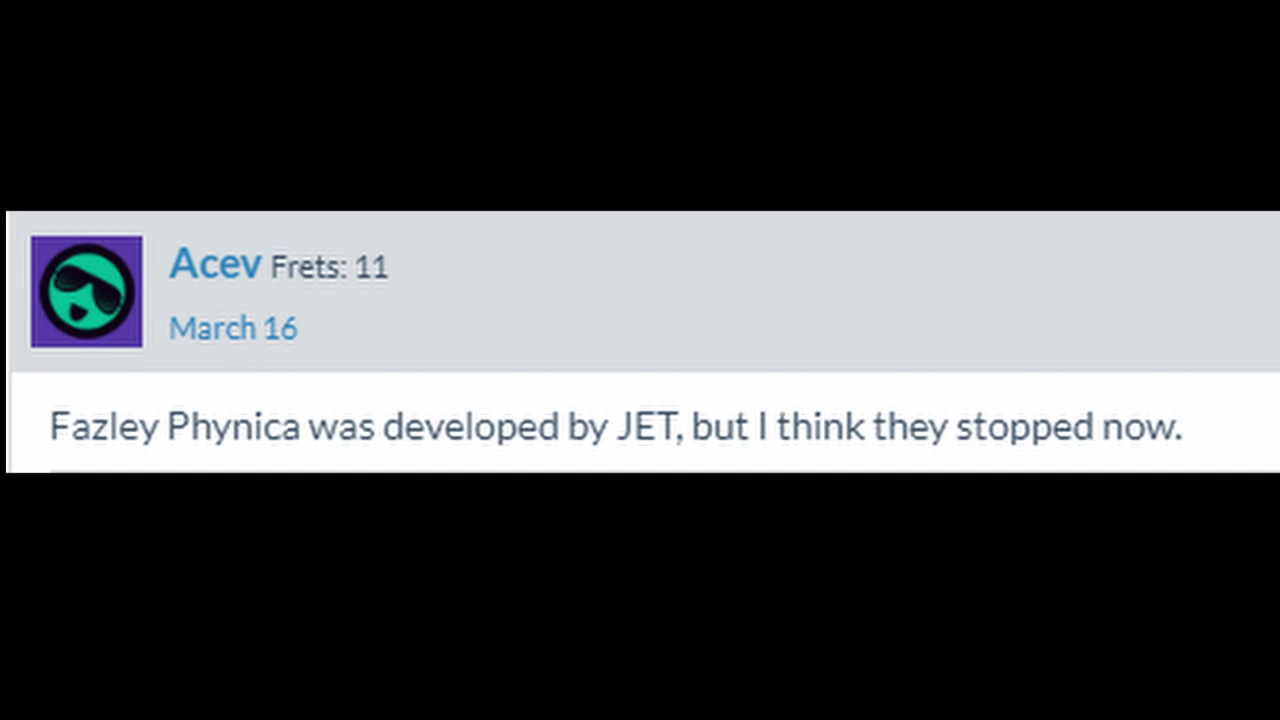 Acev Frets: 11
March 16
Fazley Phynica was developed by JET, but I think they stopped now.